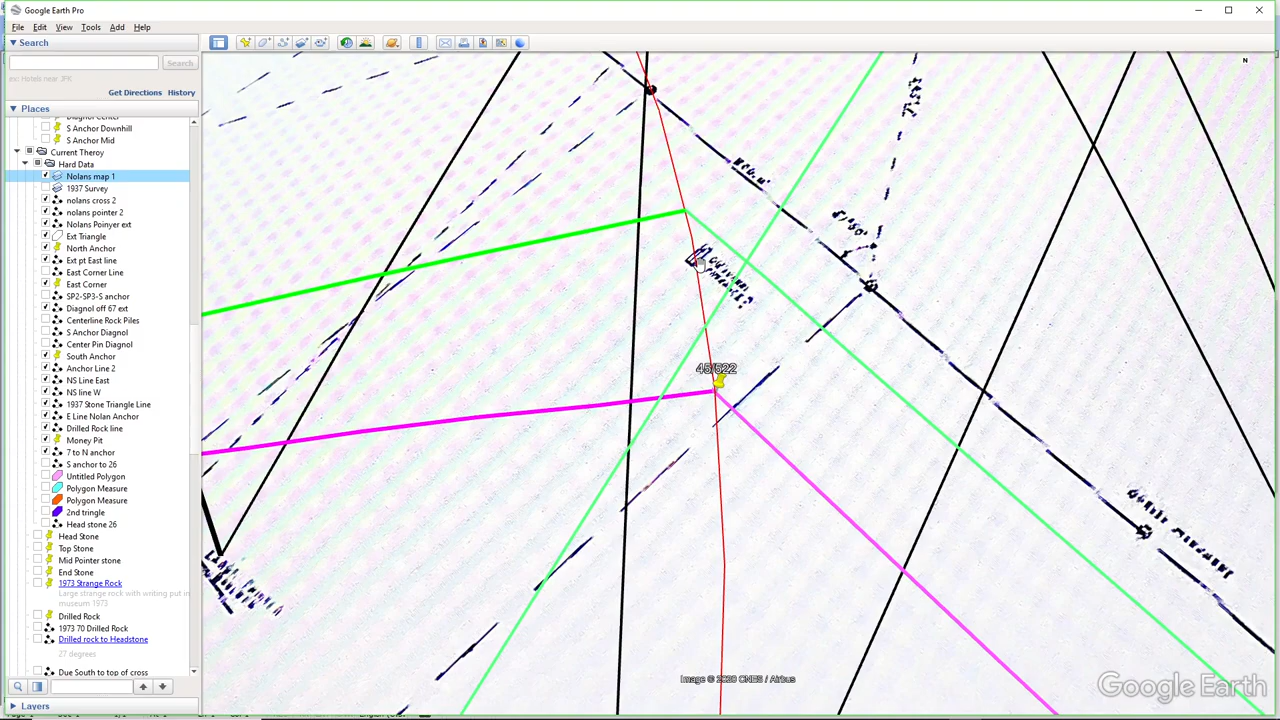 Google Earth Pro
File Edit View Tools Add Help
Search
Search
ex: Hotels near JFK
Get Directions History
Places
S Anchor Downhill
S Anchor Mid
Current Theroy
Hard Data
Nolans map 1
1937 Survey
nolans cross 2
nolans pointer 2
Nolans Poinyer ext
Ext Triangle
North Anchor
Ext pt East line
East Corner Line
East Corner
SP2-SP3-S anchor
Diagnol off 67 ext
Centerline Rock Piles
S Anchor Diagnol
Center Pin Diagnol
South Anchor
Anchor Line 2
NS Line East
NS line W
1937 Stone Triangle Line
E Line Nolan Anchor
Drilled Rock line
Money Pit
7 to N anchor
S anchor to 26
Untitled Polygon
Polygon Measure
Polygon Measure
2nd tringle
Head stone 26
Head Stone
Top Stone
Mid Pointer stone
End Stone
1973 Strange Rock
Large strange rock with writing put in
museum 1973
Drilled Rock
1973 70 Drilled Rock
Drilled rock to Headstone
27 degrees
Due South to top of cross
Layers
N
45/522
Image © 2020 CNES / Airbus
Google Earth